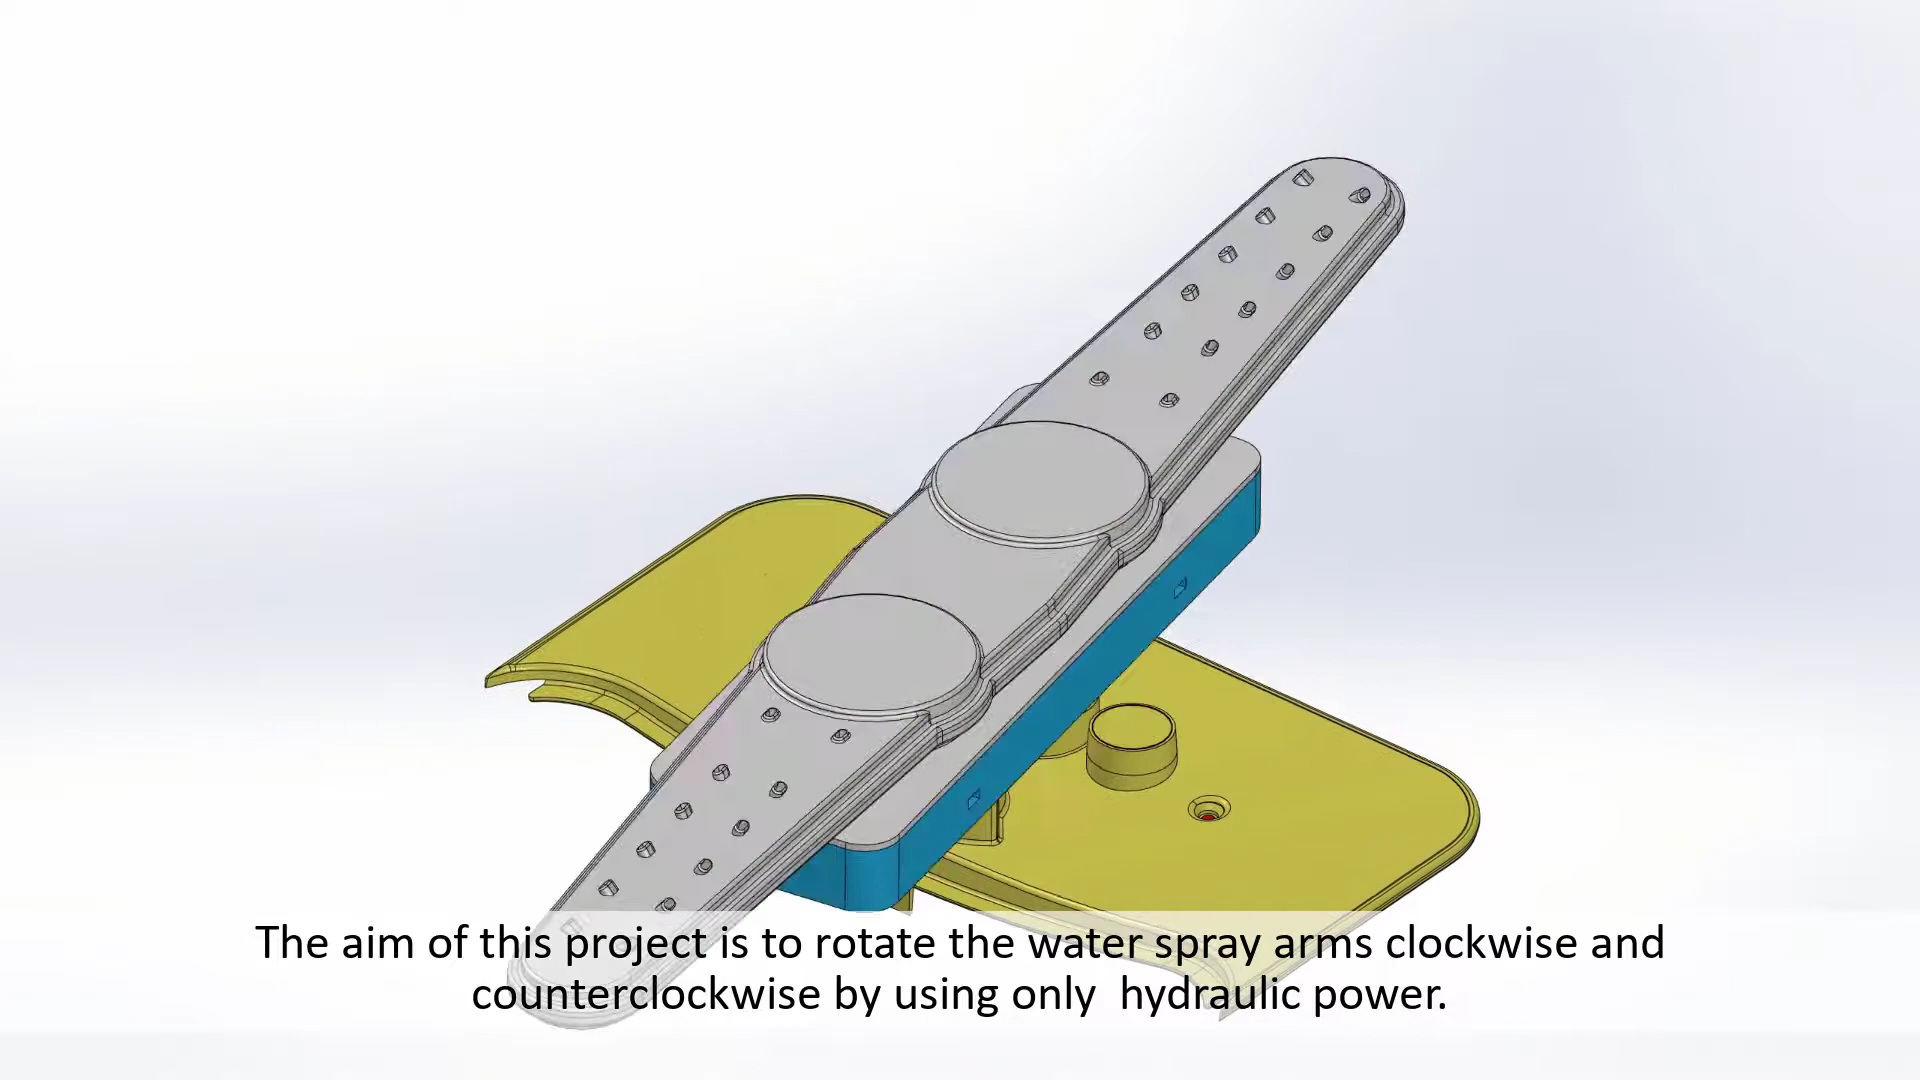 The aim of this project is to rotate the water spray arms clockwise and
counterclockwise by using only  hydraulic power.